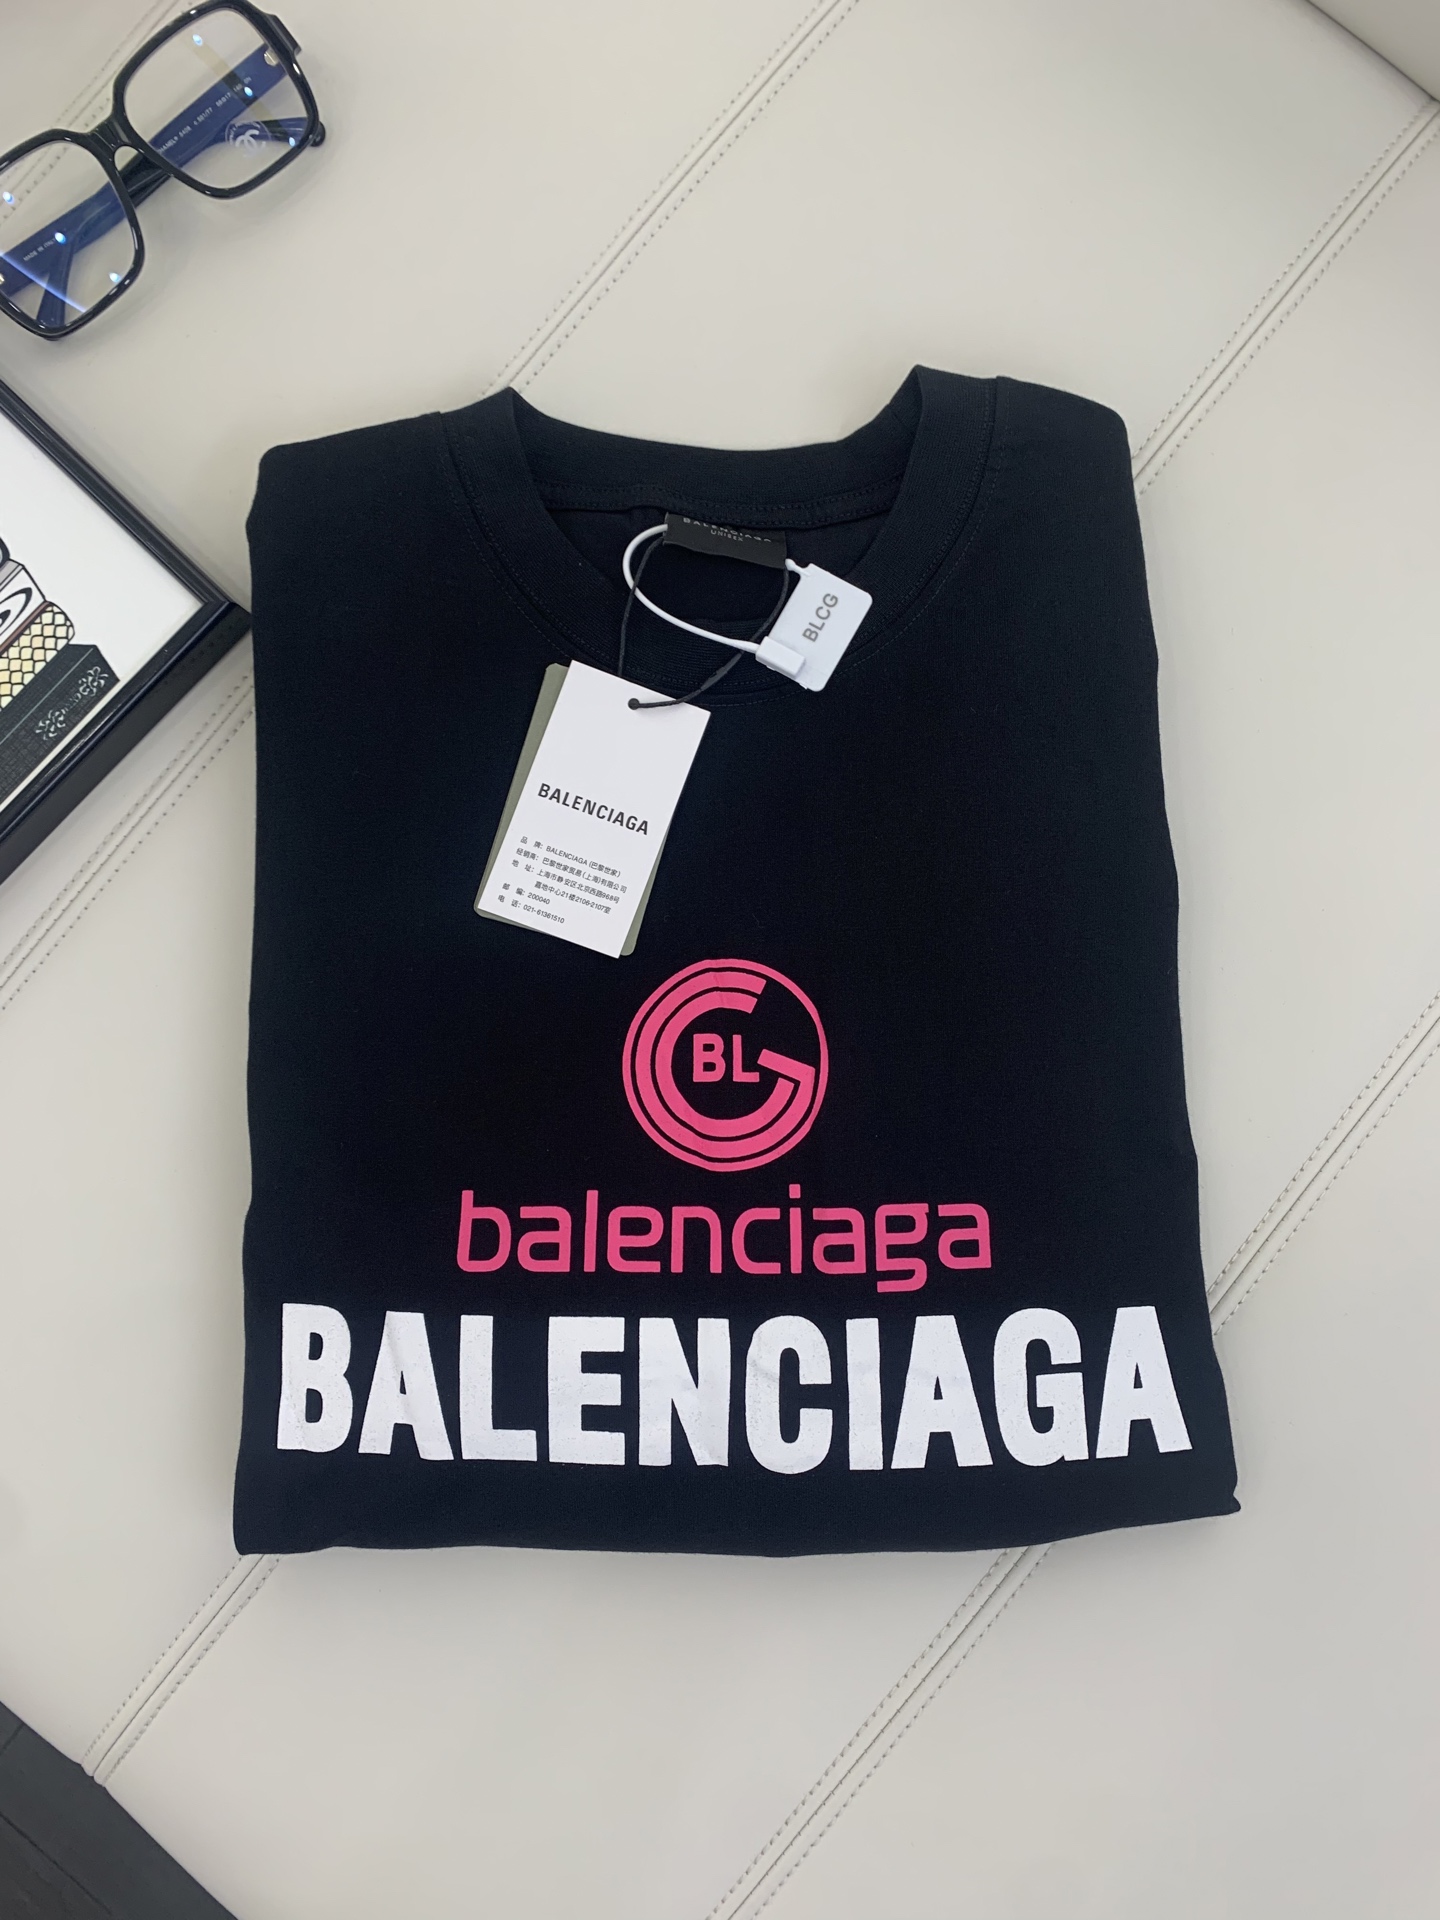 BALENCIAGA
UNISEX
BLCG
BALENCIAGA
品 牌: BALENCIAGA (巴黎世家)
经销商: 巴黎世家贸易(上海)有限公司
地 址: 上海市静安区北京西路968号
嘉地中心21楼2106-2107室
邮 编: 200040
电 话: 021-61361510
BL
balenciaga
BALENCIAGA